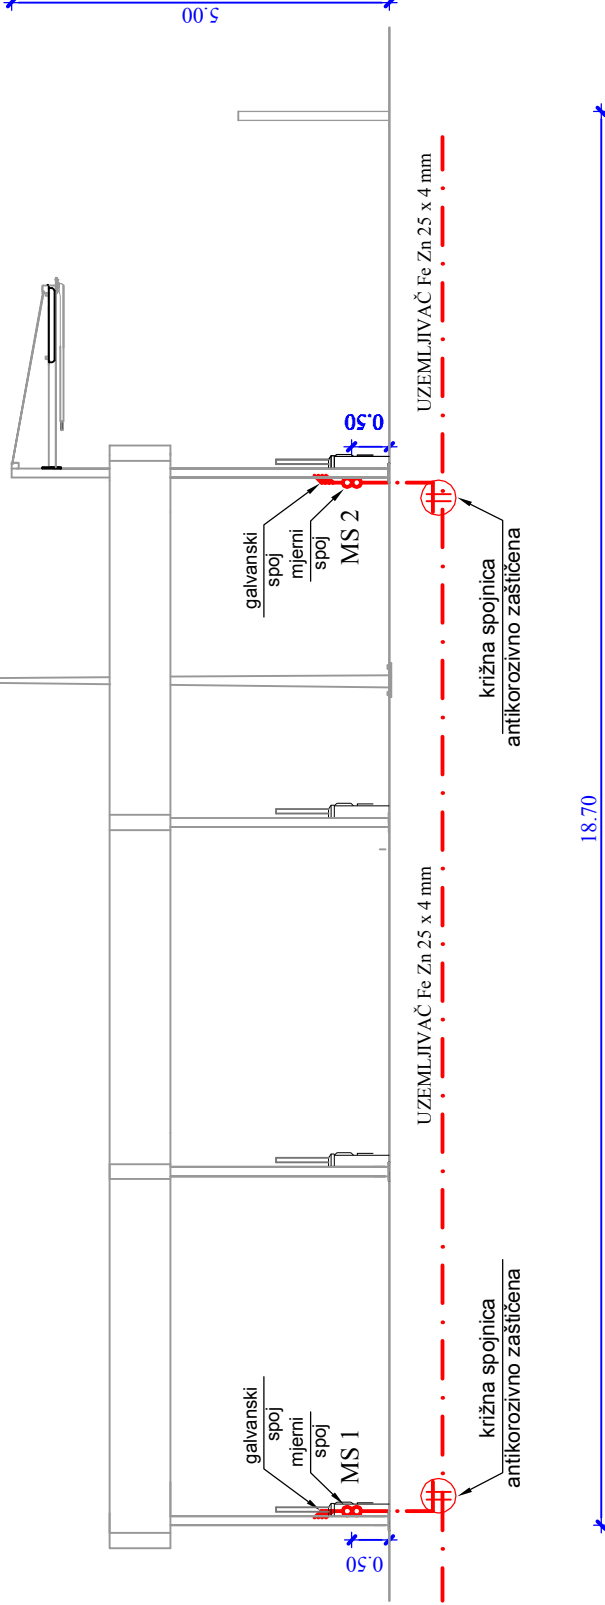 5.00
galvanski
spoj
mjerni
spoj
MS 1
0.50
križna spojnica
antikorozivno zaštičena
UZEMLJIVAČ Fe Zn 25 x 4 mm
galvanski
spoj
mjerni
spoj
MS 2
0.50
križna spojnica
antikorozivno zaštičena
UZEMLJIVAČ Fe Zn 25 x 4 mm
18.70